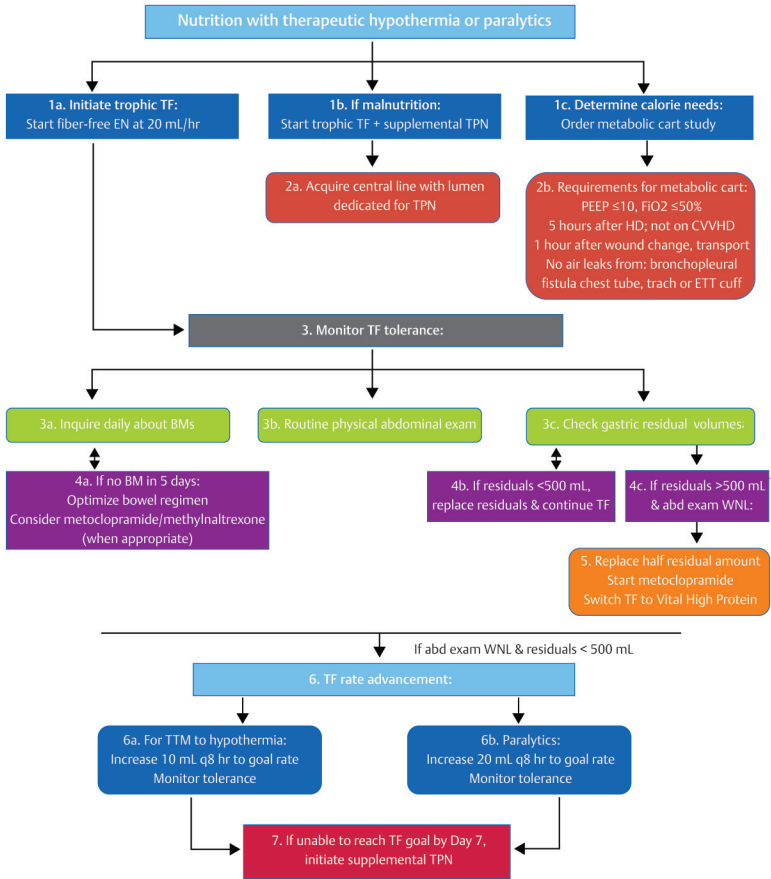 Nutrition with therapeutic hypothermia or paralytics
1a. Initiate trophic TF:
Start fiber-free EN at 20 mL/hr
1b. If malnutrition:
Start trophic TF + supplemental TPN
1c. Determine calorie needs:
Order metabolic cart study
2a. Acquire central line with lumen
dedicated for TPN
2b. Requirements for metabolic cart:
PEEP ≤10, FiO2 ≤50%
5 hours after HD; not on CVVHD
1 hour after wound change, transport
No air leaks from: bronchopleural
fistula chest tube, trach or ETT cuff
3. Monitor TF tolerance:
3a. Inquire daily about BMs
3b. Routine physical abdominal exam
3c. Check gastric residual volumes:
4a. If no BM in 5 days:
Optimize bowel regimen
Consider metoclopramide/methylnaltrexone
(when appropriate)
4b. If residuals <500 mL,
replace residuals & continue TF
4c. If residuals >500 mL
& abd exam WNL:
5. Replace half residual amount
Start metoclopramide
Switch TF to Vital High Protein
If abd exam WNL & residuals < 500 mL
6. TF rate advancement:
6a. For TTM to hypothermia:
Increase 10 mL q8 hr to goal rate
Monitor tolerance
6b. Paralytics:
Increase 20 mL q8 hr to goal rate
Monitor tolerance
7. If unable to reach TF goal by Day 7,
initiate supplemental TPN